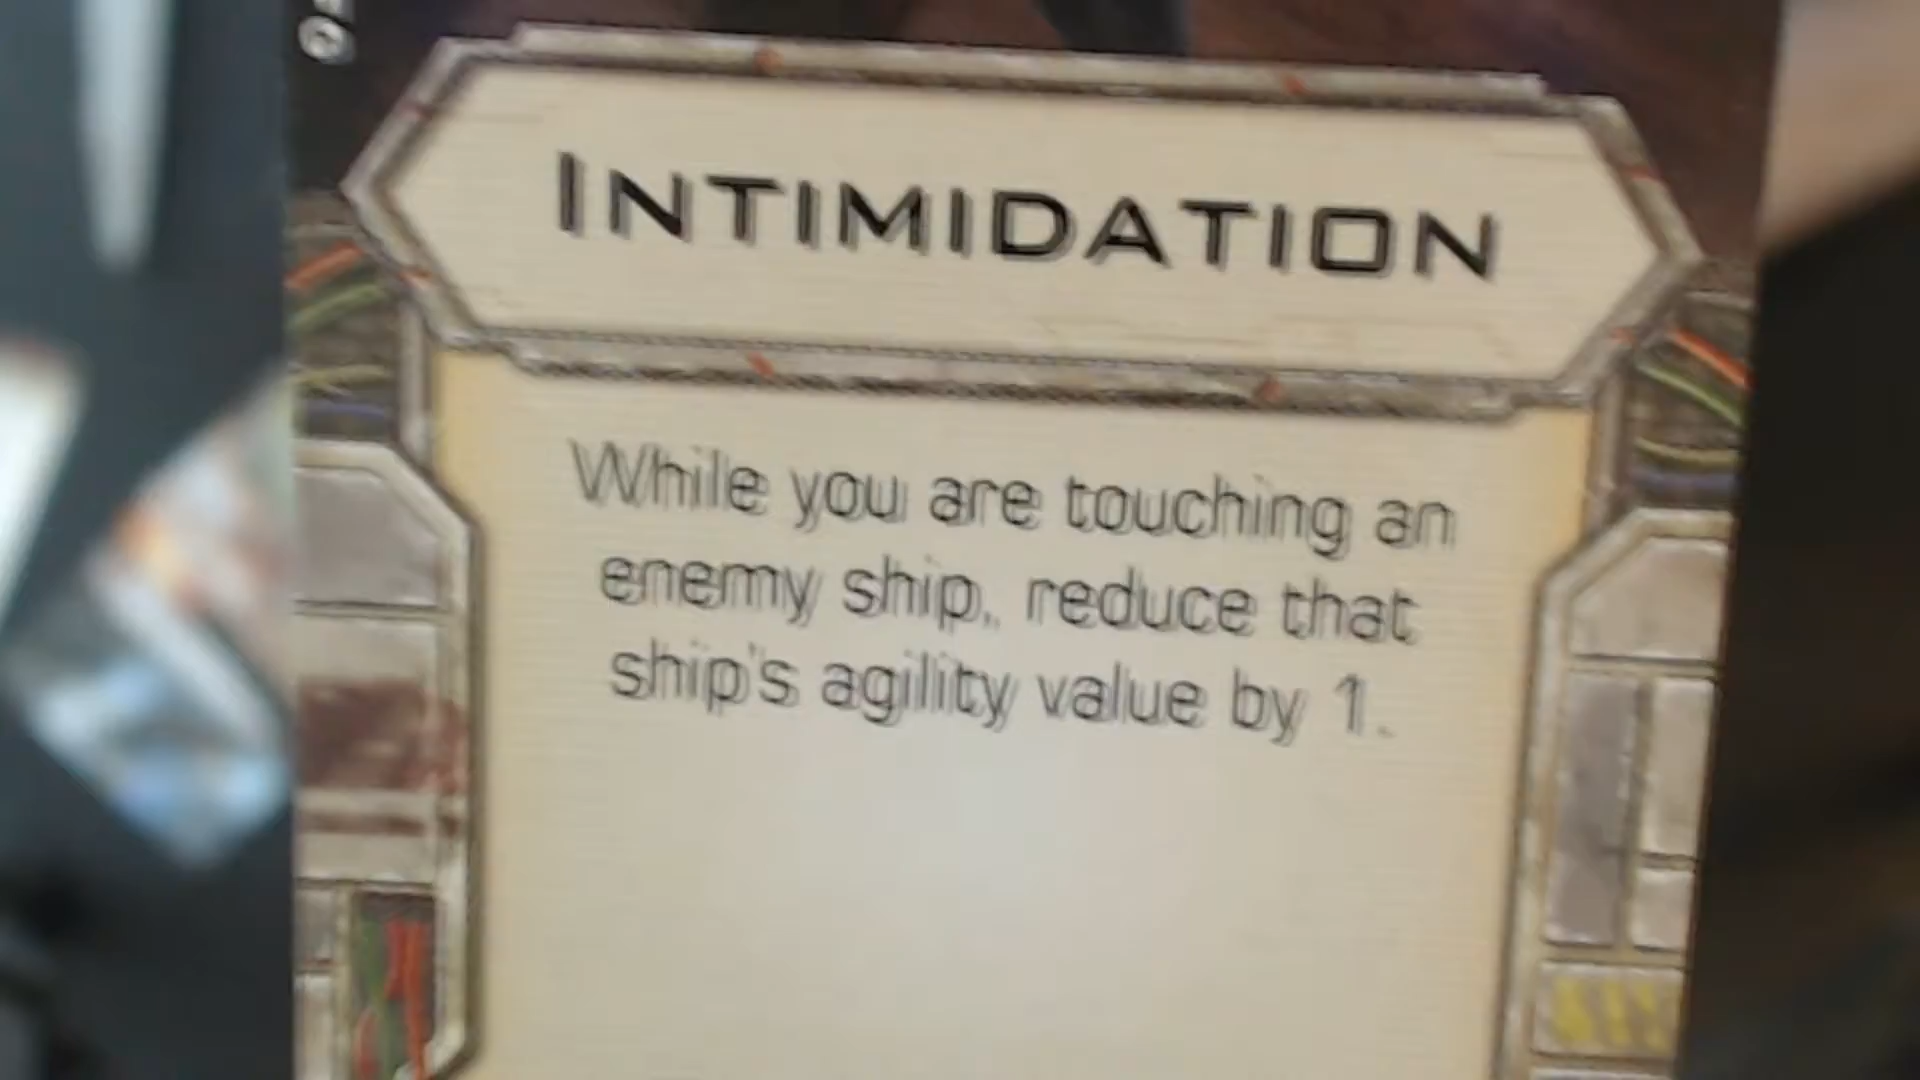 INTIMIDATION
While you are touching an
enemy ship, reduce that
ship's agility value by 1.